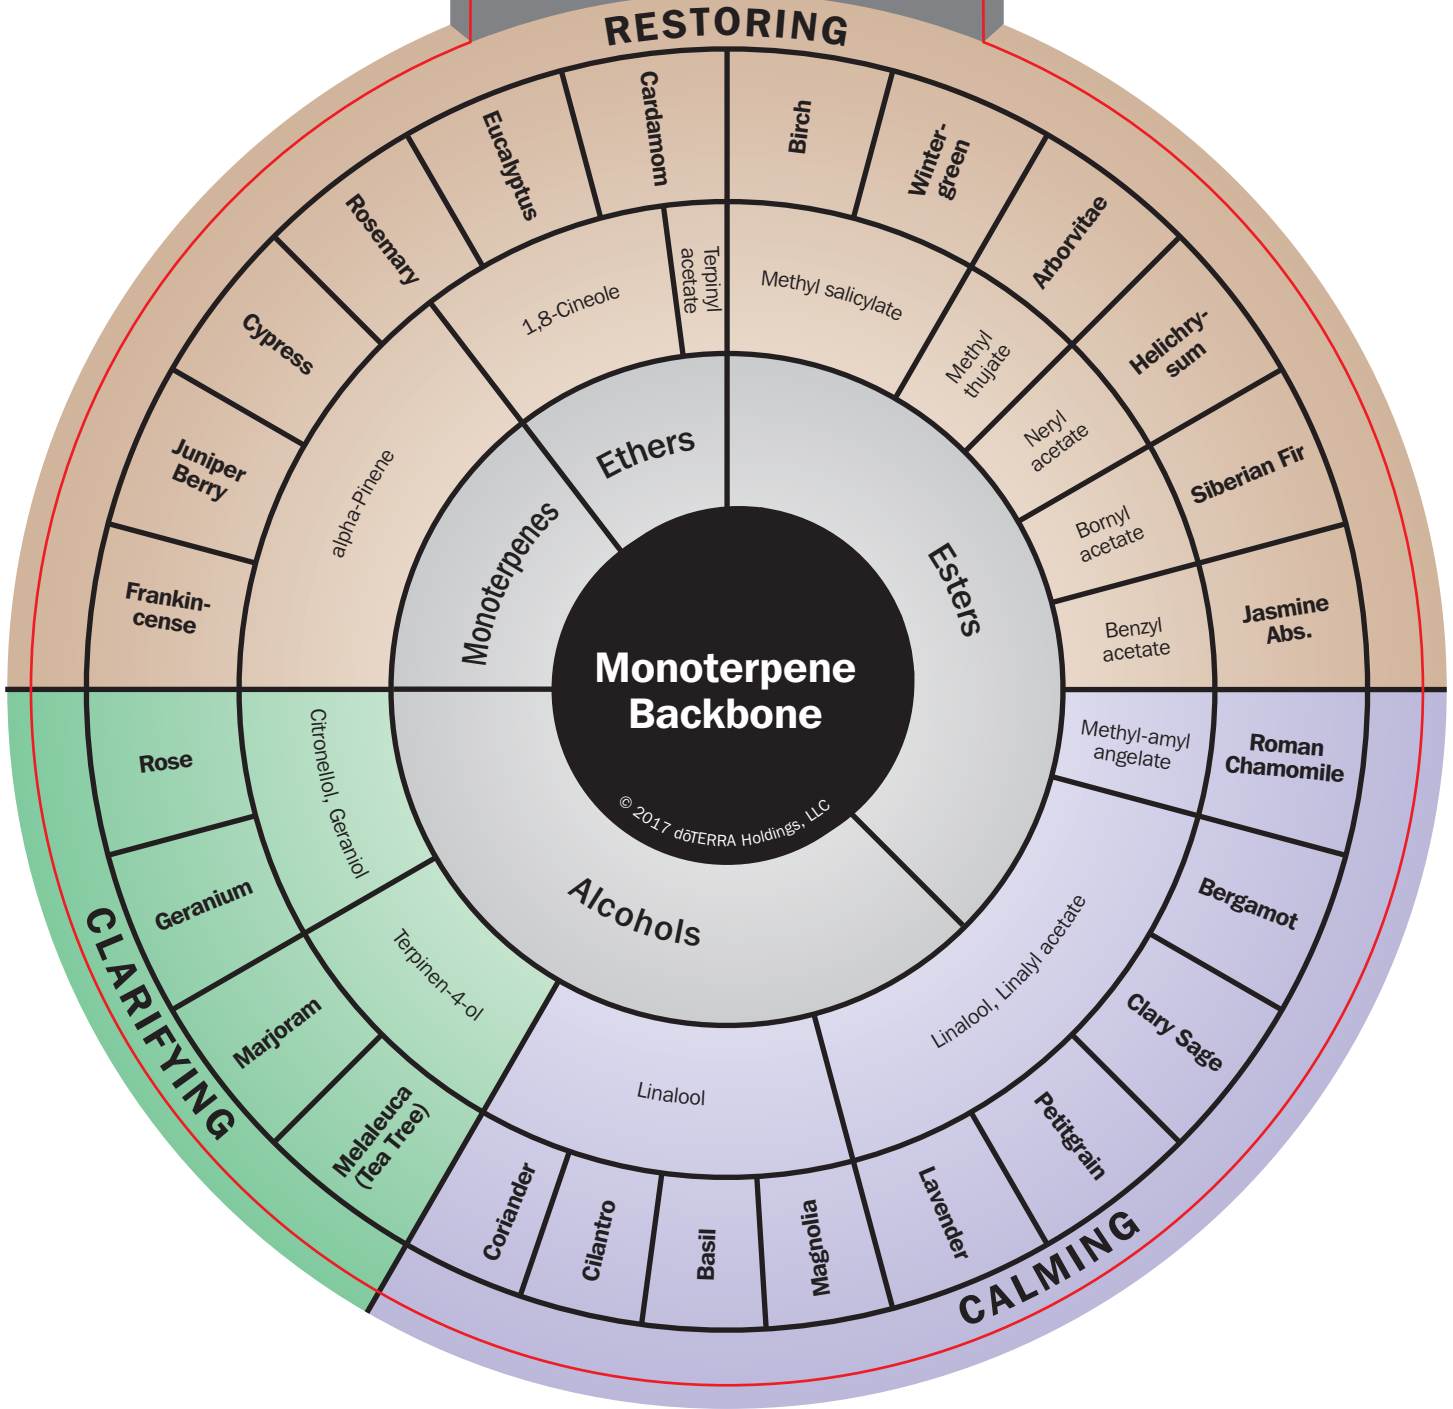 RESTORING
Cardamom
Birch
Eucalyptus
Winter-
green
Rosemary
Arborvitae
Cypress
Helichry-
sum
Juniper
Berry
Siberian Fir
Frankin-
cense
Jasmine
Abs.
1,8-Cineole
Terpinyl
acetate
Methyl salicylate
Methyl
thujate
Neryl
acetate
Bornyl
acetate
Benzyl
acetate
alpha-Pinene
Ethers
Monoterpenes
Esters
Monoterpene
Backbone
© 2017 dōTERRA Holdings, LLC
Alcohols
Citronellol, Geraniol
Terpinen-4-ol
Linalool
Linalool, Linalyl acetate
Methyl-amyl
angelate
Rose
Geranium
Marjoram
Melaleuca
(Tea Tree)
Coriander
Cilantro
Basil
Magnolia
Lavender
Petitgrain
Clary Sage
Bergamot
Roman
Chamomile
CLARIFYING
CALMING